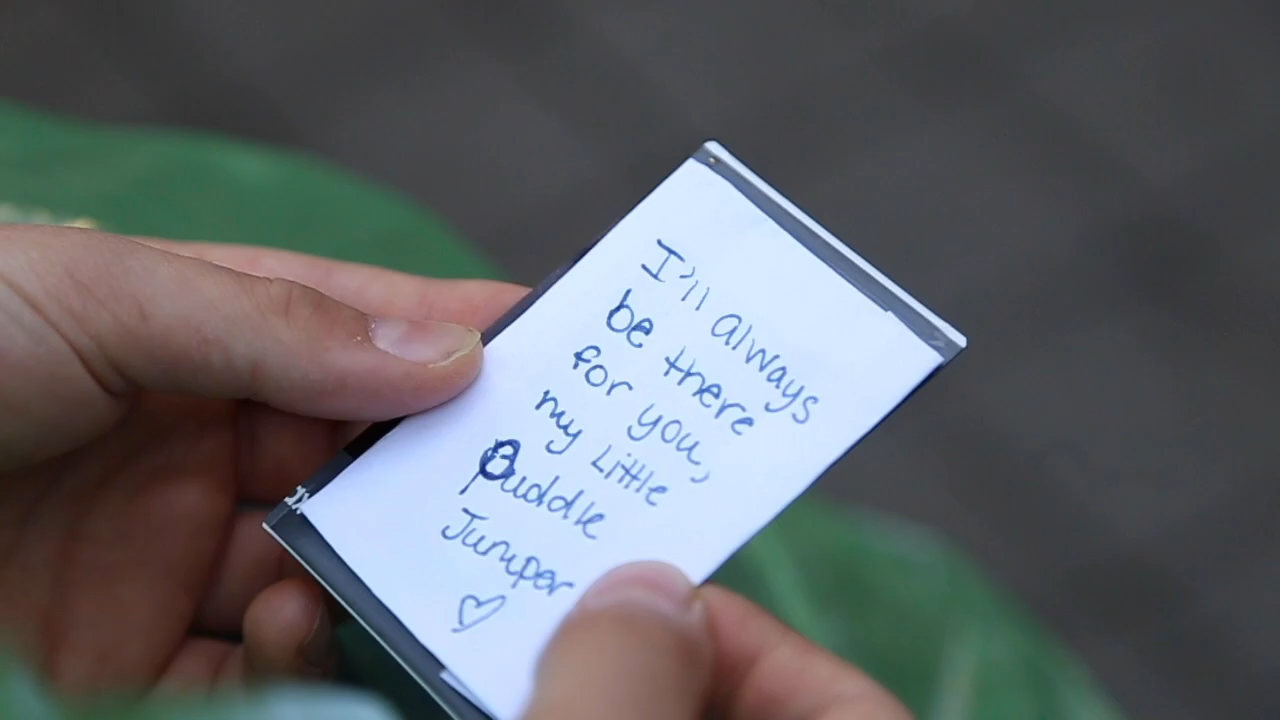 I'll always
be there
for you,
my Little
Puddle
Jumper
♡